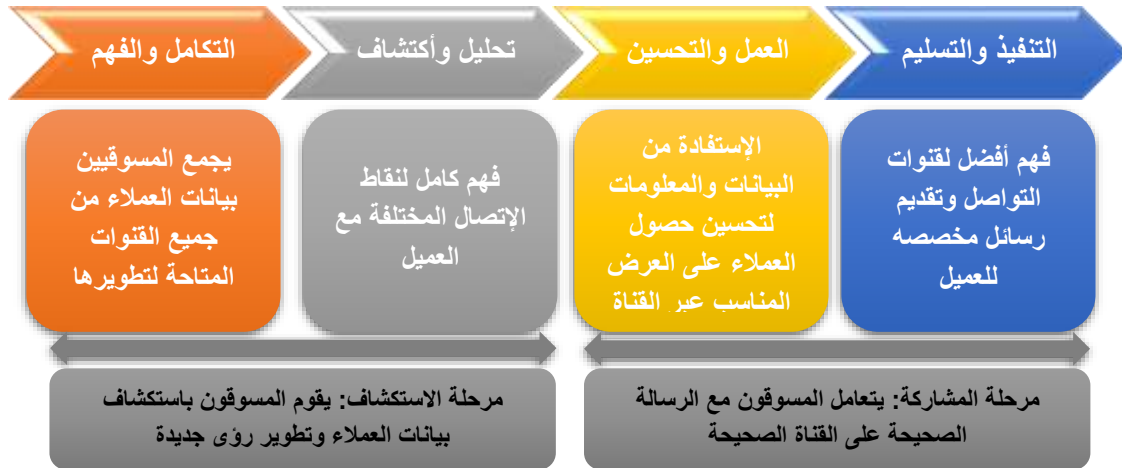 التكامل والفهم
تحليل وأكتشاف
العمل والتحسين
التنفيذ والتسليم
يجمع المسوقيين
بيانات العملاء من
جميع القنوات
المتاحة لتطويرها
فهم كامل لنقاط
الإتصال المختلفة مع
العميل
الإستفادة من
البيانات والمعلومات
لتحسين حصول
العملاء على العرض
المناسب عبر القناة
فهم أفضل لقنوات
التواصل وتقديم
رسائل مخصصه
للعميل
مرحلة الاستكشاف: يقوم المسوقون باستكشاف
بيانات العملاء وتطوير رؤى جديدة
مرحلة المشاركة: يتعامل المسوقون مع الرسالة
الصحيحة على القناة الصحيحة